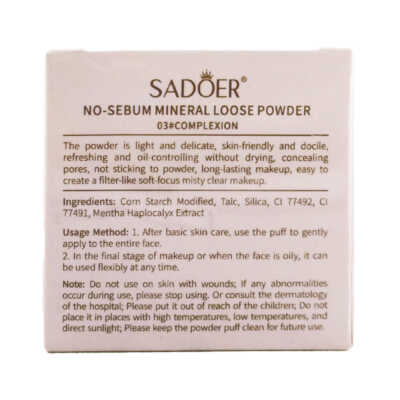 SADOER®
NO-SEBUM MINERAL LOOSE POWDER
03#COMPLEXION
The powder is light and delicate, skin-friendly and docile,
refreshing and oil-controlling without drying, concealing
pores, not sticking to powder, long-lasting makeup, easy
to create a filter-like soft-focus misty clear makeup.
Ingredients: Corn Starch Modified, Talc, Silica, CI 77492, CI
77491, Mentha Haplocalyx Extract
Usage Method: 1. After basic skin care, use the puff to gently
apply to the entire face.
2. In the final stage of makeup or when the face is oily, it can
be used flexibly at any time.
Note: Do not use on skin with wounds; If any abnormalities
occur during use, please stop using. Or consult the dermatology
of the hospital; Please put it out of reach of the children; Do not
place it in places with high temperatures, low temperatures, and
direct sunlight; Please keep the powder puff clean for future use.